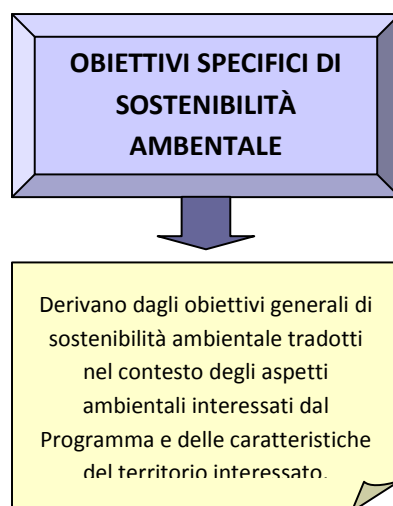 OBIETTIVI SPECIFICI DI
SOSTENIBILITÀ
AMBENTALE
Derivano dagli obiettivi generali di
sostenibilità ambientale tradotti
nel contesto degli aspetti
ambientali interessati dal
Programma e delle caratteristiche
del territorio interessato.